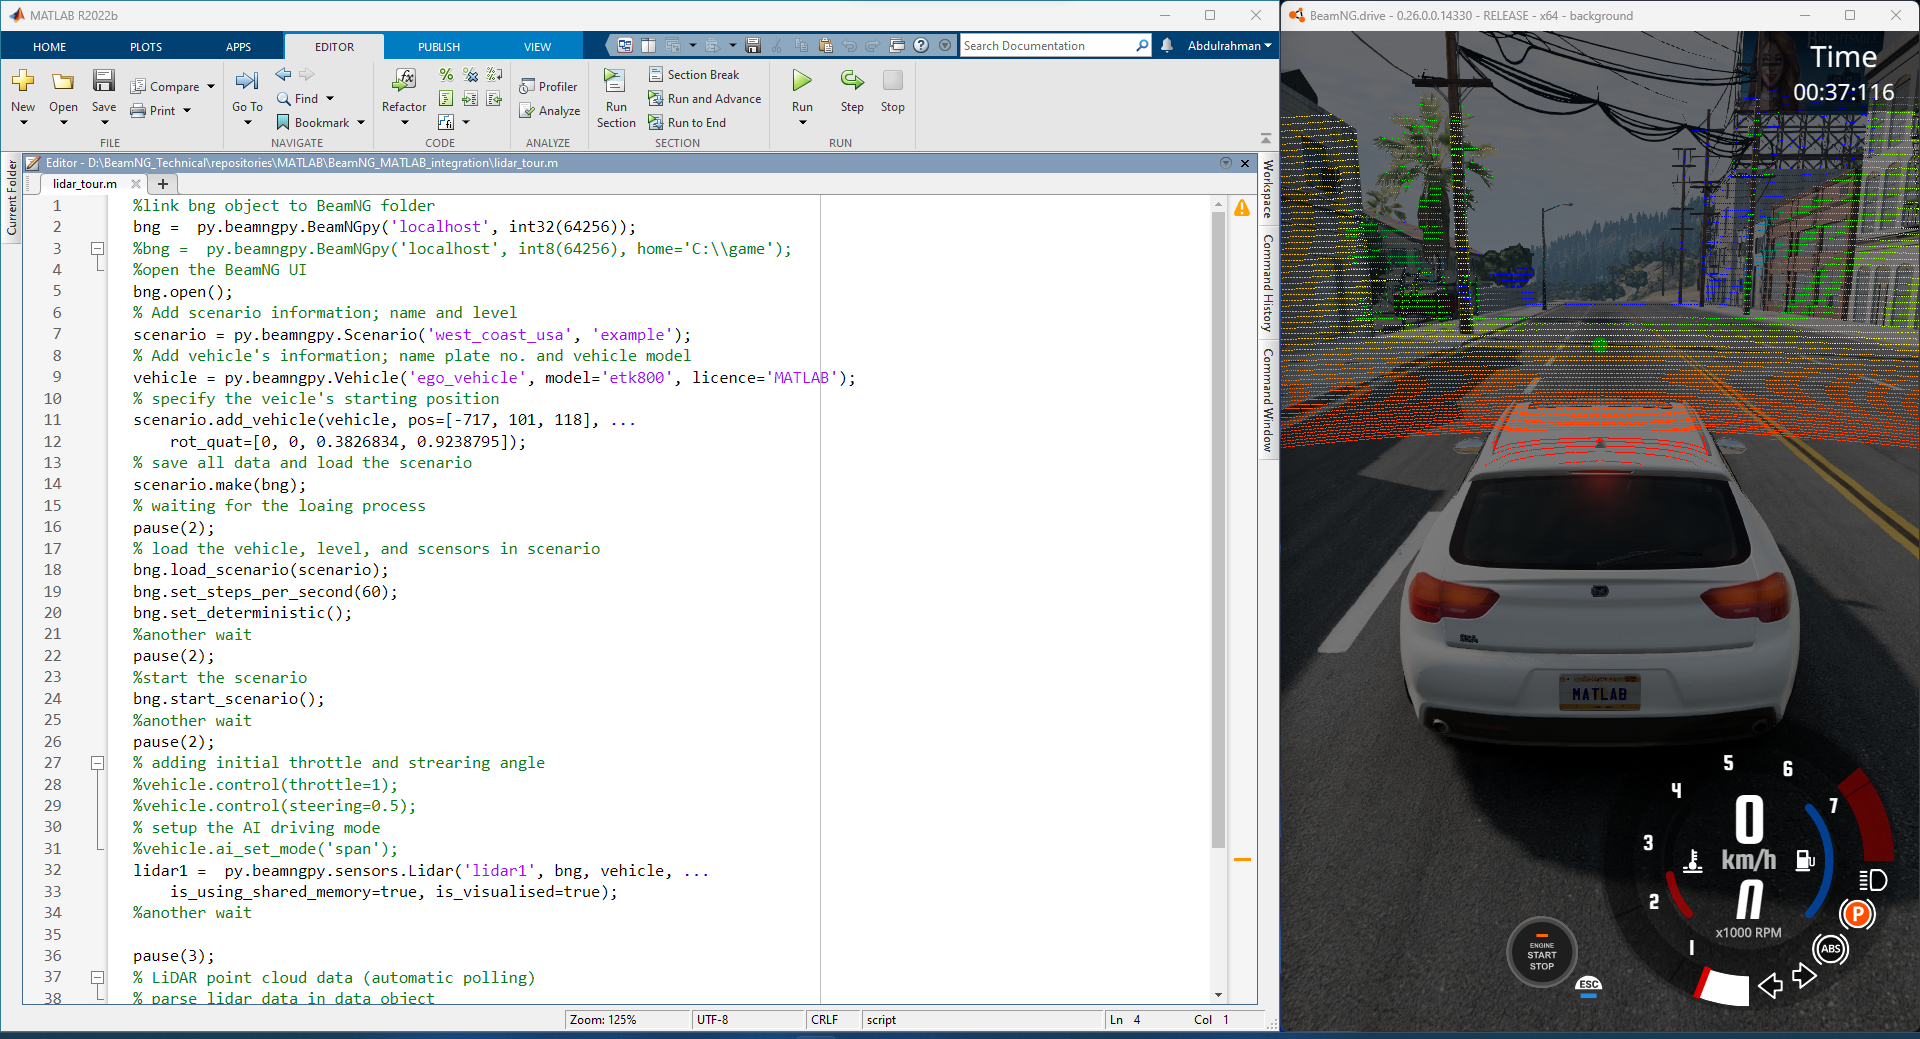 MATLAB R2022b
HOME PLOTS APPS EDITOR PUBLISH VIEW Search Documentation Abdulrahman
New Open Save Compare Print Go To Find Bookmark Refactor Profiler Analyze Run Section Section Break Run and Advance Run to End Run Step Stop
FILE NAVIGATE CODE ANALYZE SECTION RUN
Editor - D:\BeamNG_Technical\repositories\MATLAB\BeamNG_MATLAB_integration\lidar_tour.m
lidar_tour.m
Current Folder
Workspace
Command History
Command Window
1 %link bng object to BeamNG folder
2 bng =  py.beamngpy.BeamNGpy('localhost', int32(64256));
3 %bng =  py.beamngpy.BeamNGpy('localhost', int8(64256), home='C:\\game');
4 %open the BeamNG UI
5 bng.open();
6 % Add scenario information; name and level
7 scenario = py.beamngpy.Scenario('west_coast_usa', 'example');
8 % Add vehicle's information; name plate no. and vehicle model
9 vehicle = py.beamngpy.Vehicle('ego_vehicle', model='etk800', licence='MATLAB');
10 % specify the veicle's starting position
11 scenario.add_vehicle(vehicle, pos=[-717, 101, 118], ...
12 rot_quat=[0, 0, 0.3826834, 0.9238795]);
13 % save all data and load the scenario
14 scenario.make(bng);
15 % waiting for the loaing process
16 pause(2);
17 % load the vehicle, level, and scensors in scenario
18 bng.load_scenario(scenario);
19 bng.set_steps_per_second(60);
20 bng.set_deterministic();
21 %another wait
22 pause(2);
23 %start the scenario
24 bng.start_scenario();
25 %another wait
26 pause(2);
27 % adding initial throttle and strearing angle
28 %vehicle.control(throttle=1);
29 %vehicle.control(steering=0.5);
30 % setup the AI driving mode
31 %vehicle.ai_set_mode('span');
32 lidar1 =  py.beamngpy.sensors.Lidar('lidar1', bng, vehicle, ...
33 is_using_shared_memory=true, is_visualised=true);
34 %another wait
35
36 pause(3);
37 % LiDAR point cloud data (automatic polling)
38 % parse lidar data in data object
Zoom: 125% UTF-8 CRLF script Ln 4 Col 1
BeamNG.drive - 0.26.0.0.14330 - RELEASE - x64 - background
Time
00:37:116
MATLAB
1 2 3 4 5 6 7
0
km/h
n
x1000 RPM
ENGINE
START
STOP
ESC
P
ABS